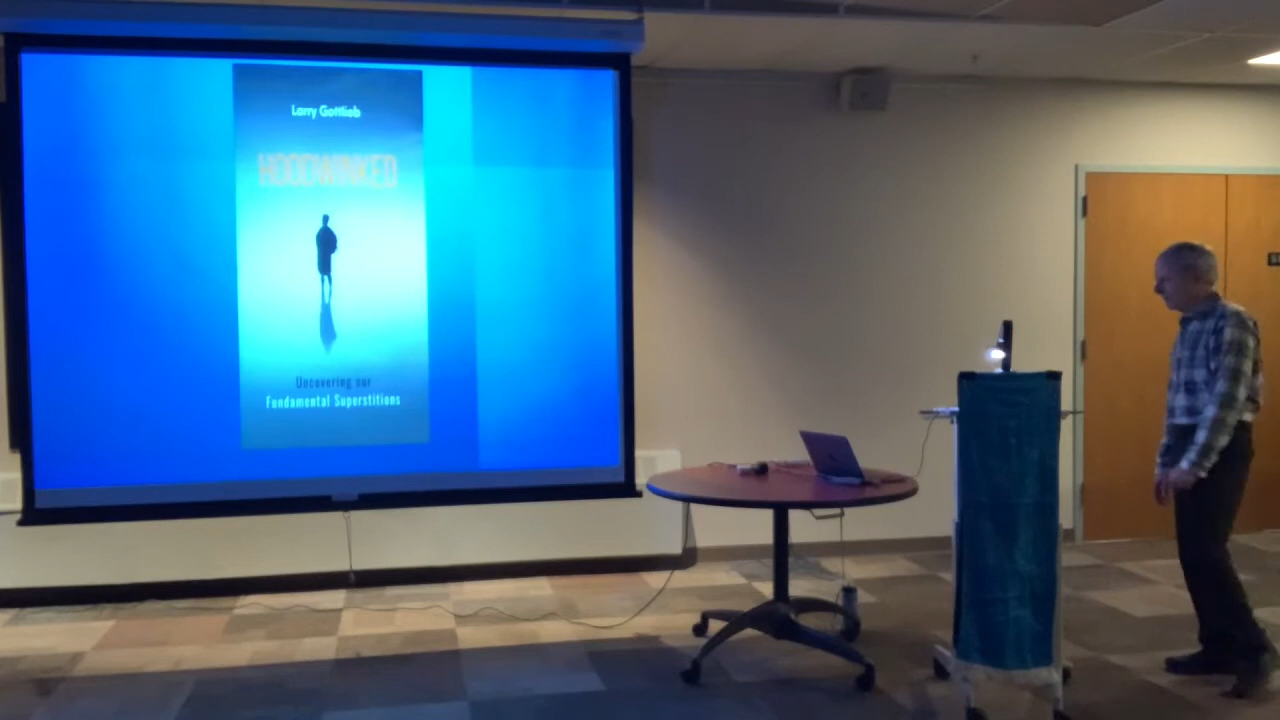 Larry Gottlieb
HOODWINKED
Uncovering our
Fundamental Superstitions